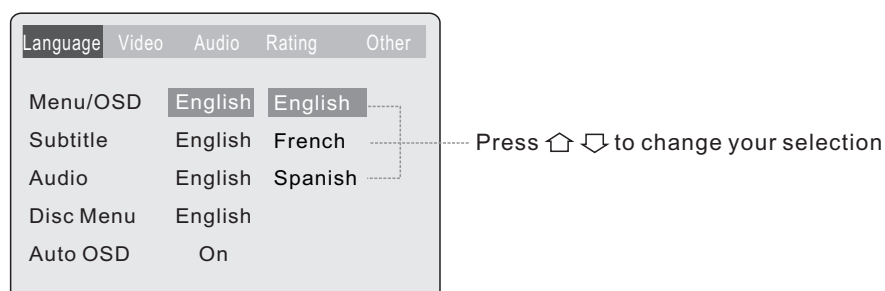 Language Video Audio Rating Other
Menu/OSD English English
Subtitle English French
Audio English Spanish
Disc Menu English
Auto OSD On
Press ⇧ ⇩ to change your selection